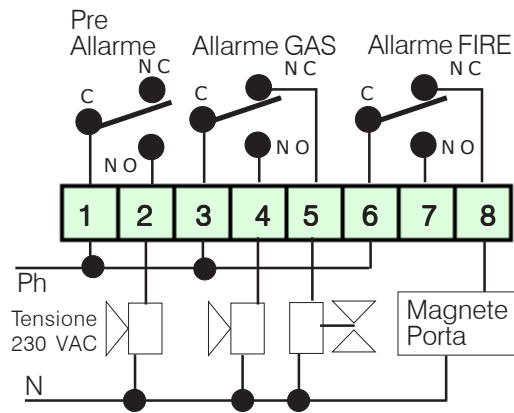 Pre
Allarme
Allarme GAS
Allarme FIRE
N C
N C
N C
C
C
C
N O
N O
N O
1 2 3 4 5 6 7 8
Ph
Tensione
230 VAC
Magnete
Porta
N